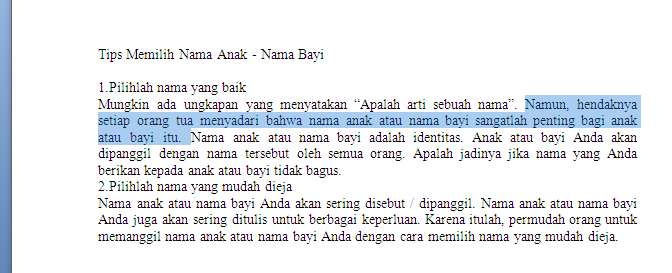 Tips Memilih Nama Anak - Nama Bayi
1.Pilihlah nama yang baik
Mungkin ada ungkapan yang menyatakan “Apalah arti sebuah nama”. Namun, hendaknya
setiap orang tua menyadari bahwa nama anak atau nama bayi sangatlah penting bagi anak
atau bayi itu. Nama anak atau nama bayi adalah identitas. Anak atau bayi Anda akan
dipanggil dengan nama tersebut oleh semua orang. Apalah jadinya jika nama yang Anda
berikan kepada anak atau bayi tidak bagus.
2.Pilihlah nama yang mudah dieja
Nama anak atau nama bayi Anda akan sering disebut / dipanggil. Nama anak atau nama bayi
Anda juga akan sering ditulis untuk berbagai keperluan. Karena itulah, permudah orang untuk
memanggil nama anak atau nama bayi Anda dengan cara memilih nama yang mudah dieja.